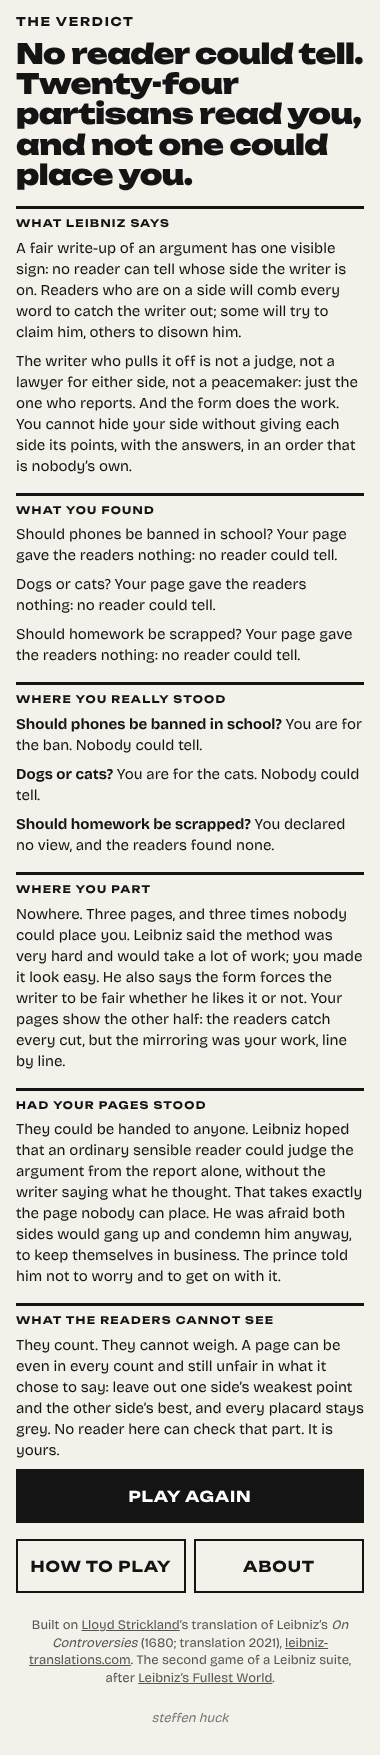 THE VERDICT
No reader could tell.
Twenty-four
partisans read you,
and not one could
place you.
WHAT LEIBNIZ SAYS
A fair write-up of an argument has one visible
sign: no reader can tell whose side the writer is
on. Readers who are on a side will comb every
word to catch the writer out; some will try to
claim him, others to disown him.
The writer who pulls it off is not a judge, not a
lawyer for either side, not a peacemaker: just the
one who reports. And the form does the work.
You cannot hide your side without giving each
side its points, with the answers, in an order that
is nobody's own.
WHAT YOU FOUND
Should phones be banned in school? Your page
gave the readers nothing: no reader could tell.
Dogs or cats? Your page gave the readers
nothing: no reader could tell.
Should homework be scrapped? Your page gave
the readers nothing: no reader could tell.
WHERE YOU REALLY STOOD
Should phones be banned in school? You are for
the ban. Nobody could tell.
Dogs or cats? You are for the cats. Nobody could
tell.
Should homework be scrapped? You declared
no view, and the readers found none.
WHERE YOU PART
Nowhere. Three pages, and three times nobody
could place you. Leibniz said the method was
very hard and would take a lot of work; you made
it look easy. He also says the form forces the
writer to be fair whether he likes it or not. Your
pages show the other half: the readers catch
every cut, but the mirroring was your work, line
by line.
HAD YOUR PAGES STOOD
They could be handed to anyone. Leibniz hoped
that an ordinary sensible reader could judge the
argument from the report alone, without the
writer saying what he thought. That takes exactly
the page nobody can place. He was afraid both
sides would gang up and condemn him anyway,
to keep themselves in business. The prince told
him not to worry and to get on with it.
WHAT THE READERS CANNOT SEE
They count. They cannot weigh. A page can be
even in every count and still unfair in what it
chose to say: leave out one side's weakest point
and the other side's best, and every placard stays
grey. No reader here can check that part. It is
yours.
PLAY AGAIN
HOW TO PLAY
ABOUT
Built on Lloyd Strickland's translation of Leibniz's On
Controversies (1680; translation 2021), leibniz-
translations.com. The second game of a Leibniz suite,
after Leibniz's Fullest World.
steffen huck